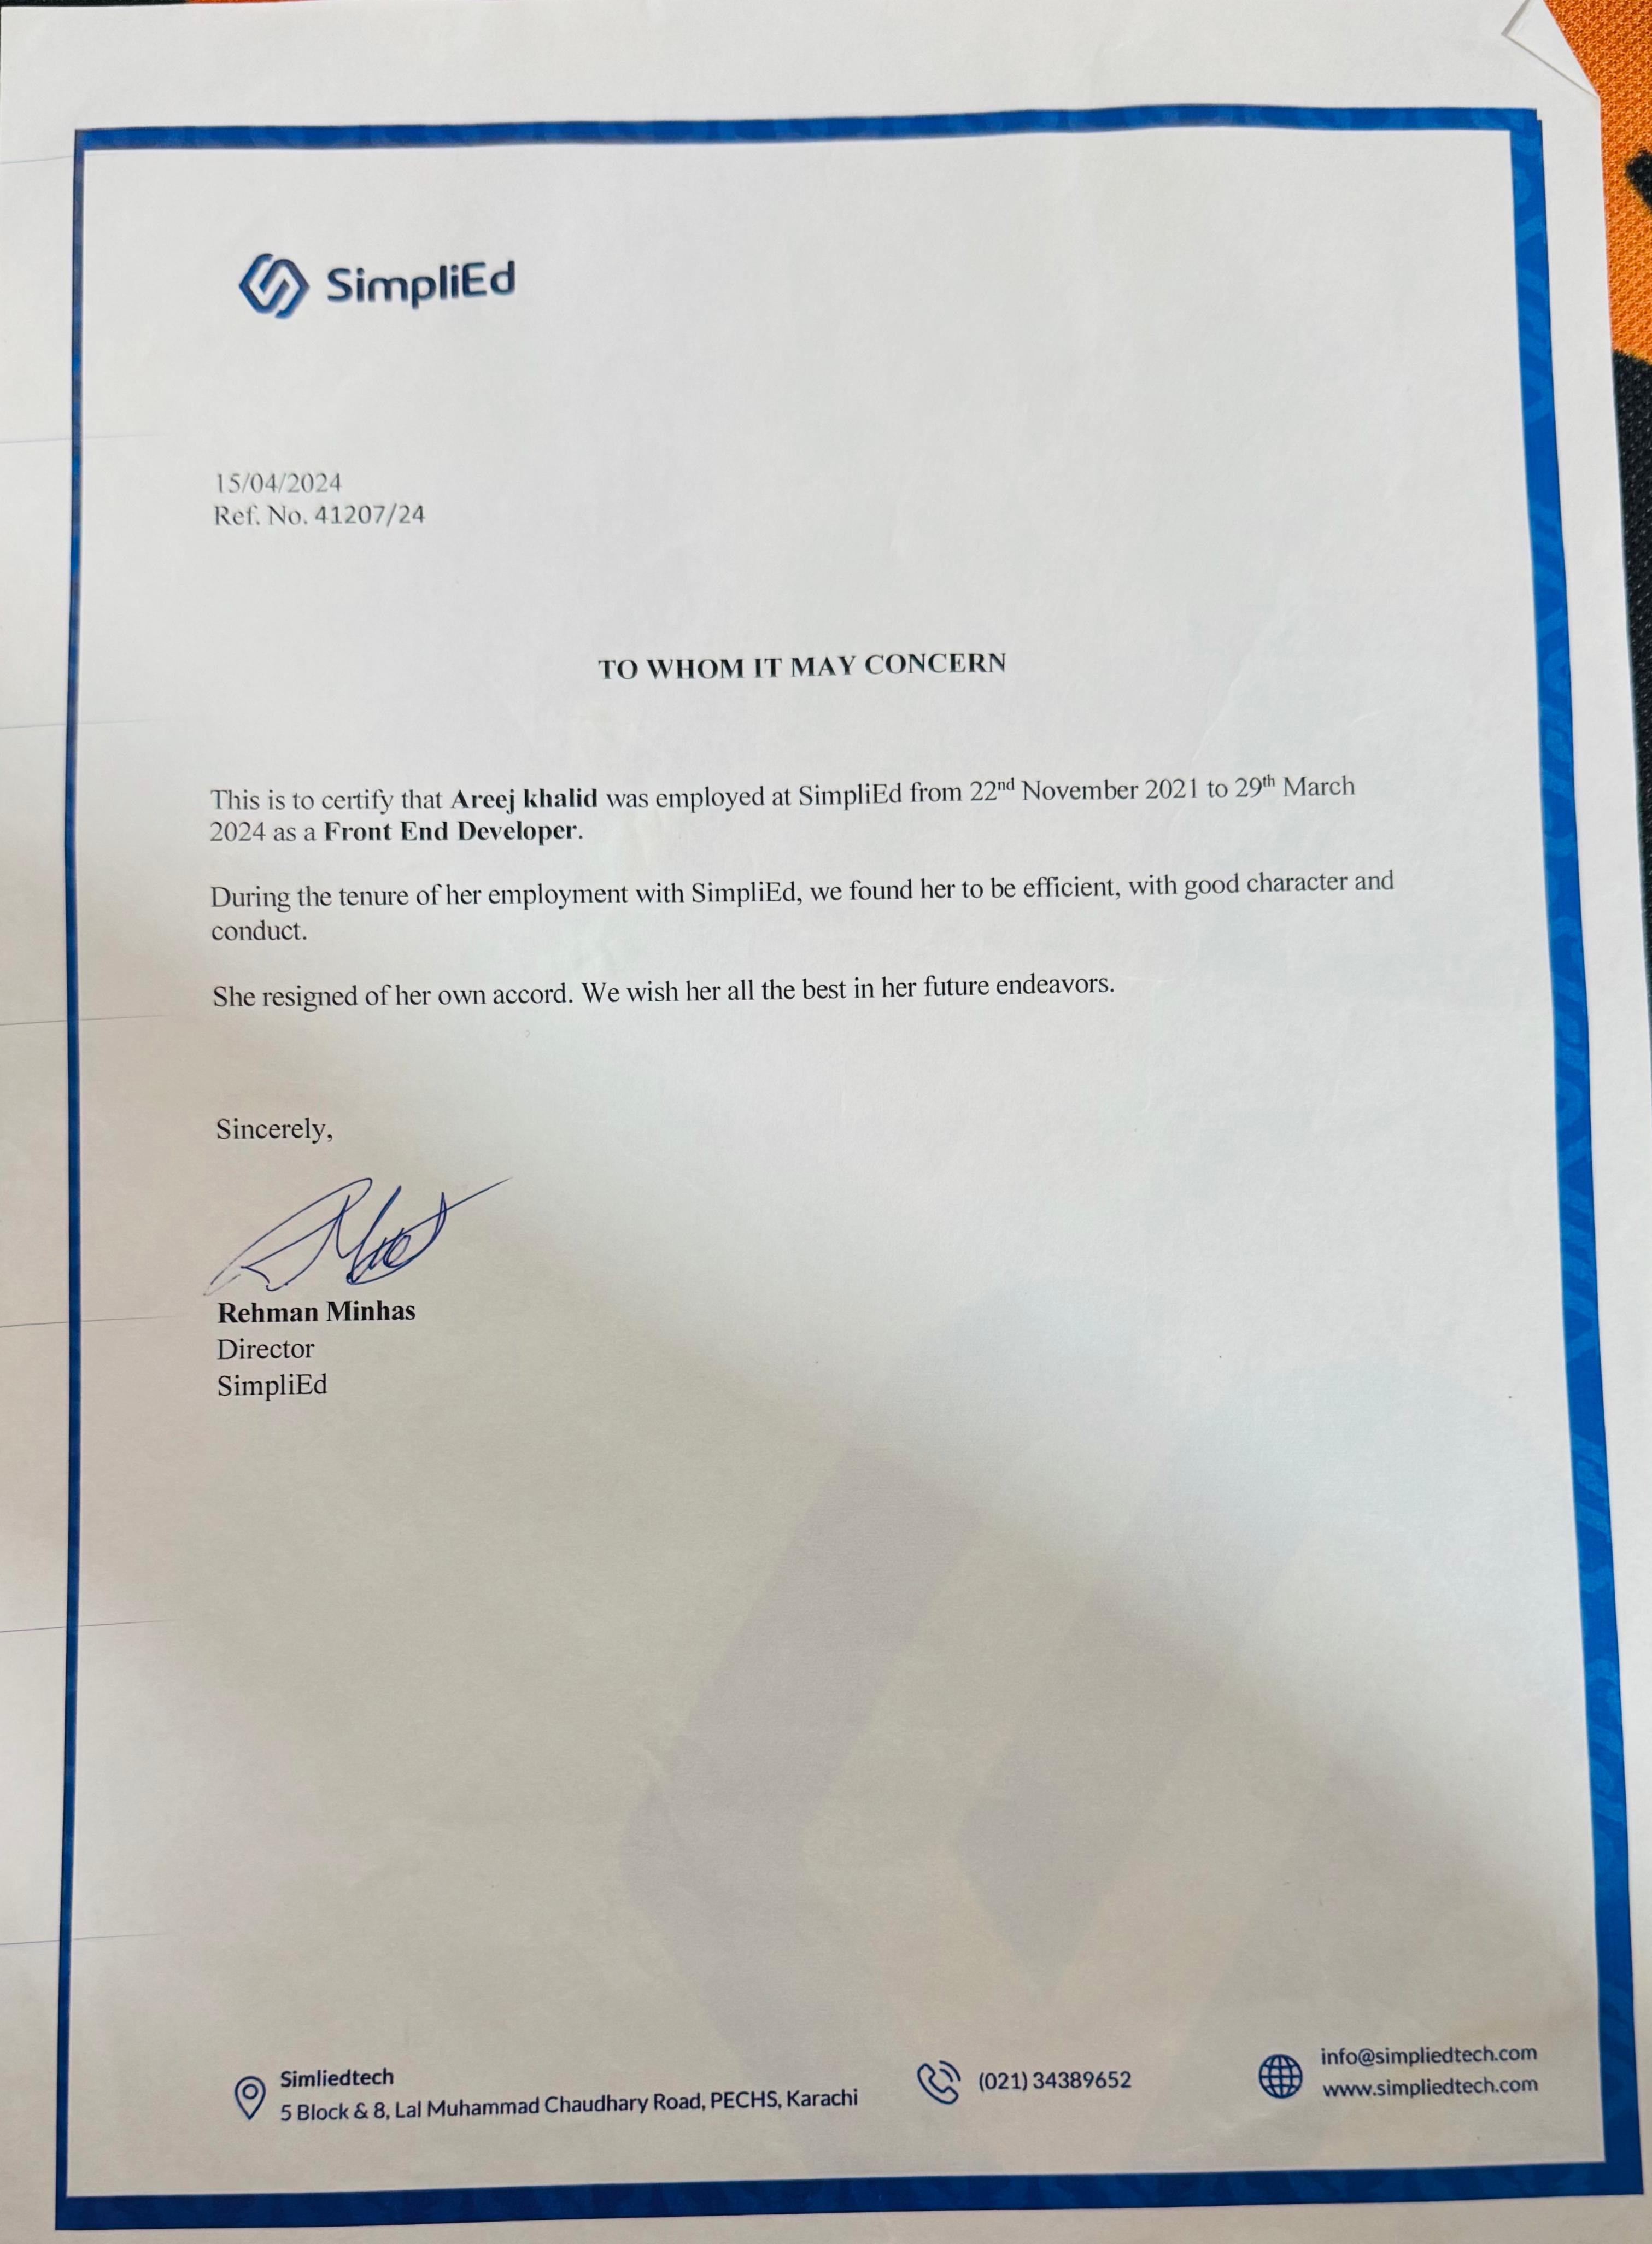 SimpliEd
15/04/2024
Ref. No. 41207/24
TO WHOM IT MAY CONCERN
This is to certify that Areej khalid was employed at SimpliEd from 22nd November 2021 to 29th March
2024 as a Front End Developer.
During the tenure of her employment with SimpliEd, we found her to be efficient, with good character and
conduct.
She resigned of her own accord. We wish her all the best in her future endeavors.
Sincerely,
Rehman Minhas
Director
SimpliEd
Simliedtech
5 Block & 8, Lal Muhammad Chaudhary Road, PECHS, Karachi
(021) 34389652
info@simpliedtech.com
www.simpliedtech.com